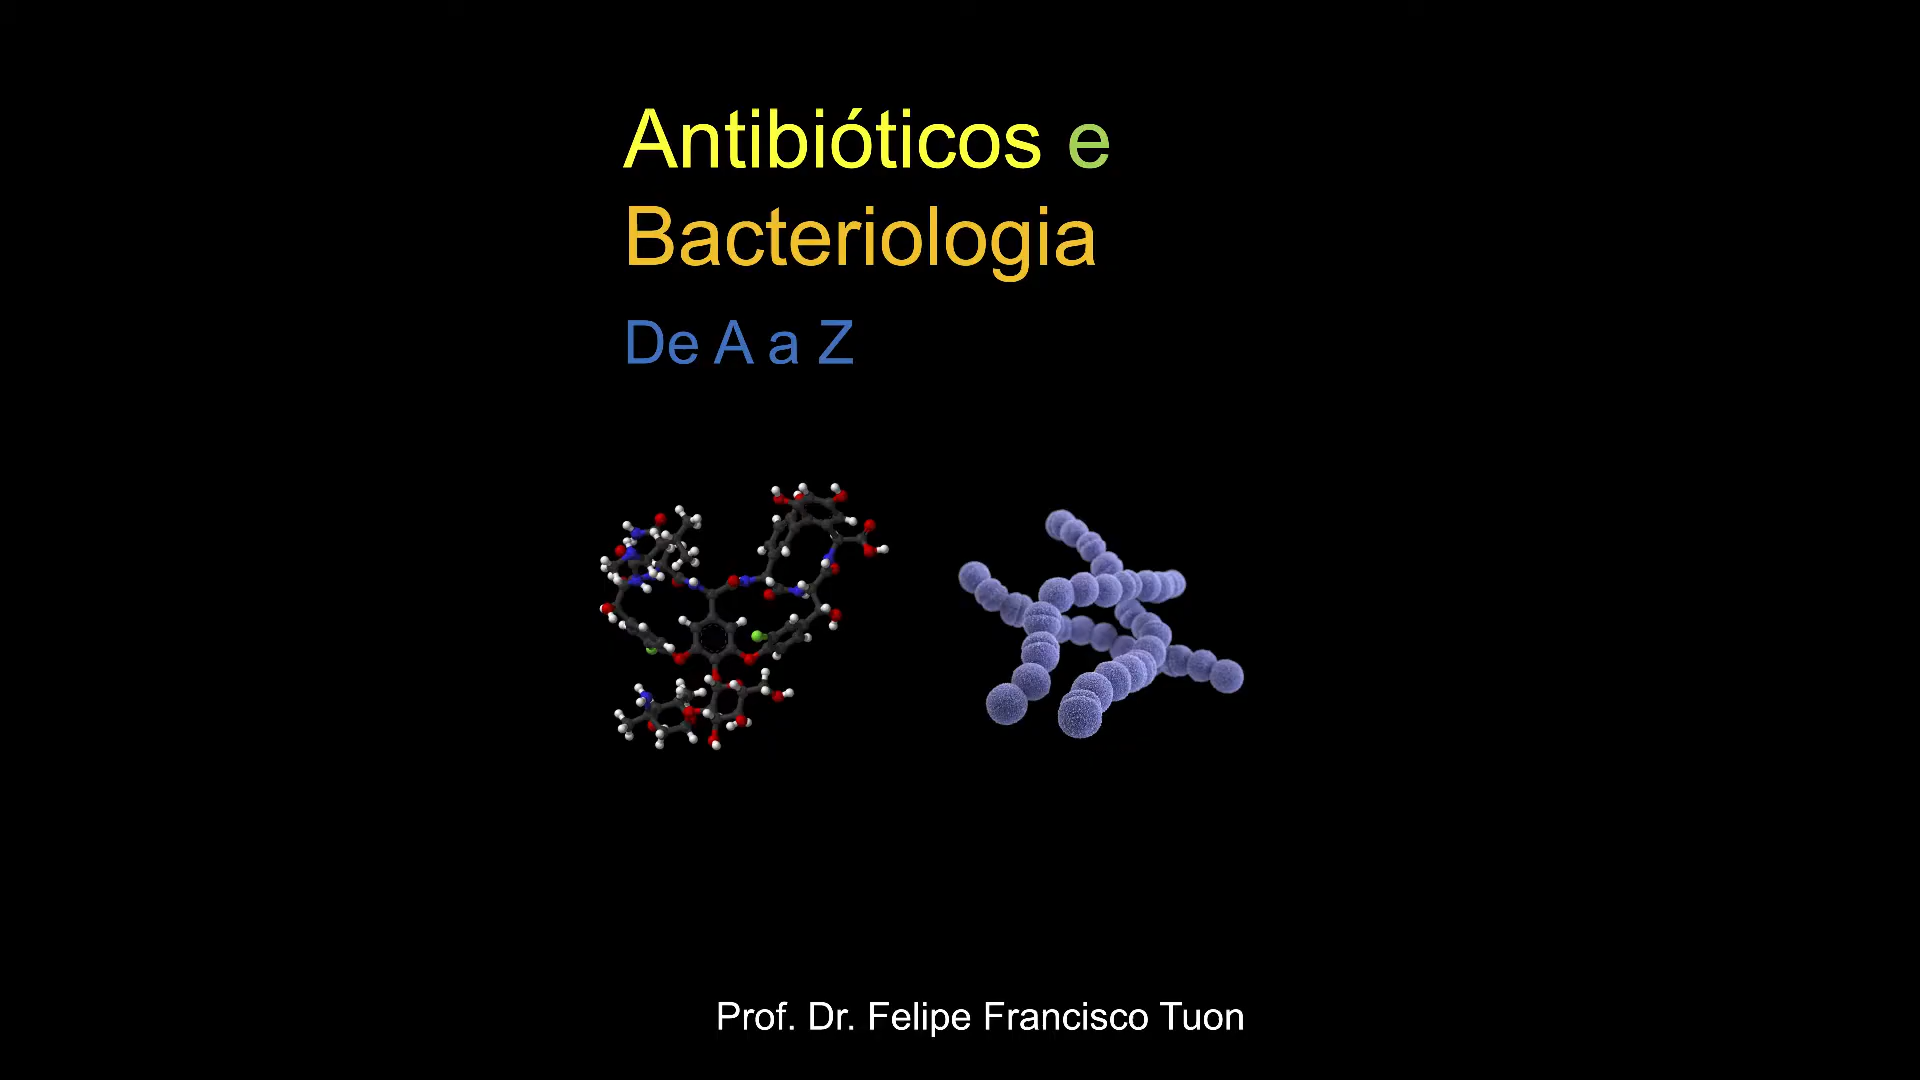 Antibióticos e
Bacteriologia
De A a Z
Prof. Dr. Felipe Francisco Tuon